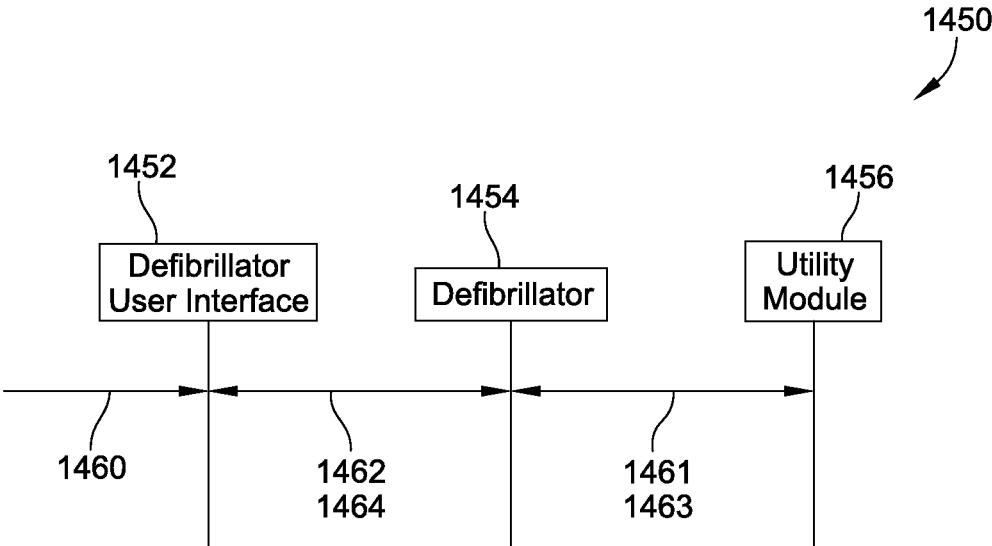 1450
1452
1454
1456
Defibrillator
User Interface
Defibrillator
Utility
Module
1460
1462
1464
1461
1463